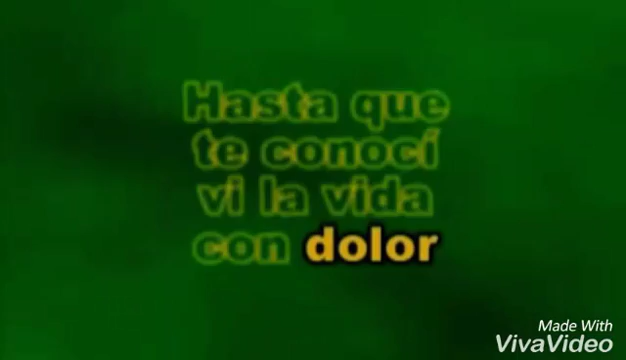 Hasta que
te conocí
vi la vida
con dolor
Made With
VivaVideo